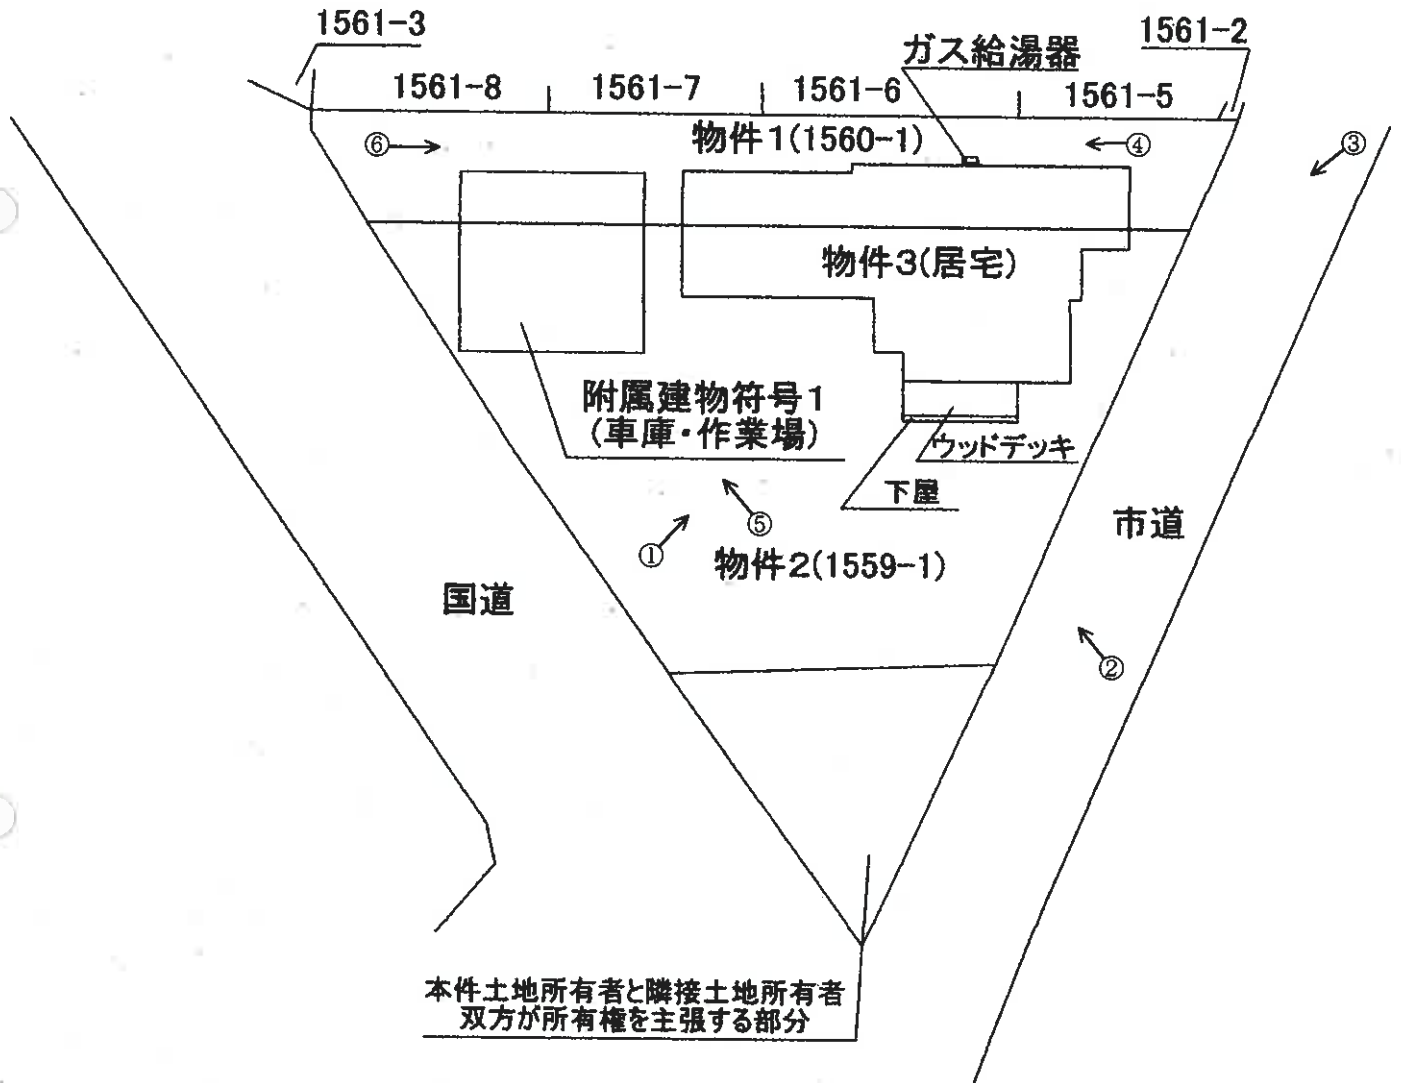 1561-3
1561-2
ガス給湯器
1561-8
1561-7
1561-6
1561-5
物件1(1560-1)
⑥
④
③
物件3(居宅)
附属建物符号1
(車庫・作業場)
ウッドデッキ
下屋
⑤
①
市道
物件2(1559-1)
国道
②
本件土地所有者と隣接土地所有者
双方が所有権を主張する部分